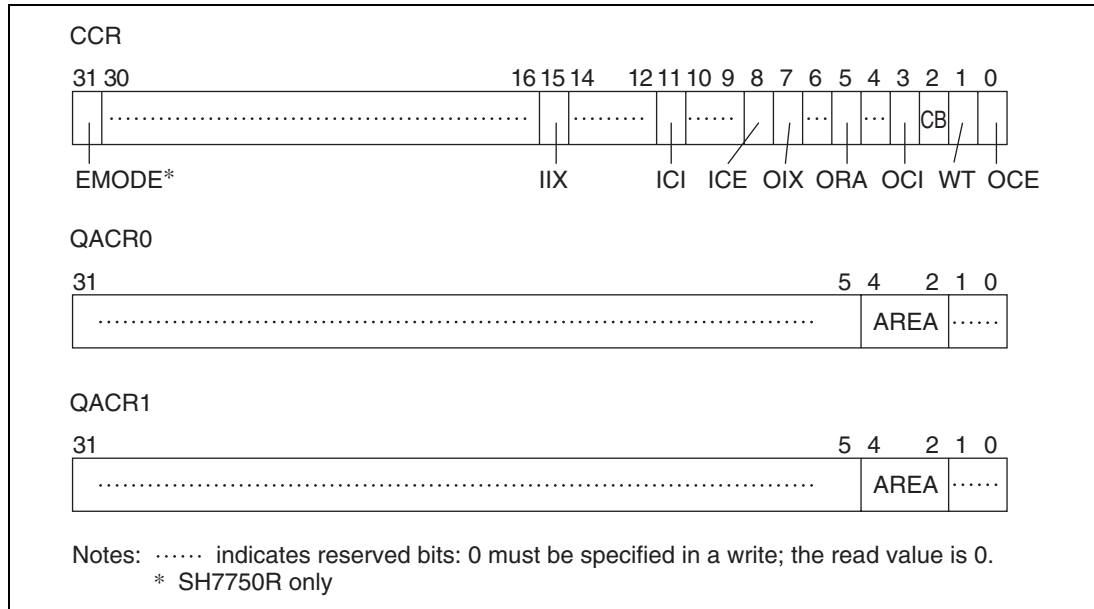 CCR
31 30 16 15 14 12 11 10 9 8 7 6 5 4 3 2 1 0
CB
EMODE* IIX ICI ICE OIX ORA OCI WT OCE
QACR0
31 5 4 2 1 0
AREA
QACR1
31 5 4 2 1 0
AREA
Notes: ...... indicates reserved bits: 0 must be specified in a write; the read value is 0.
* SH7750R only